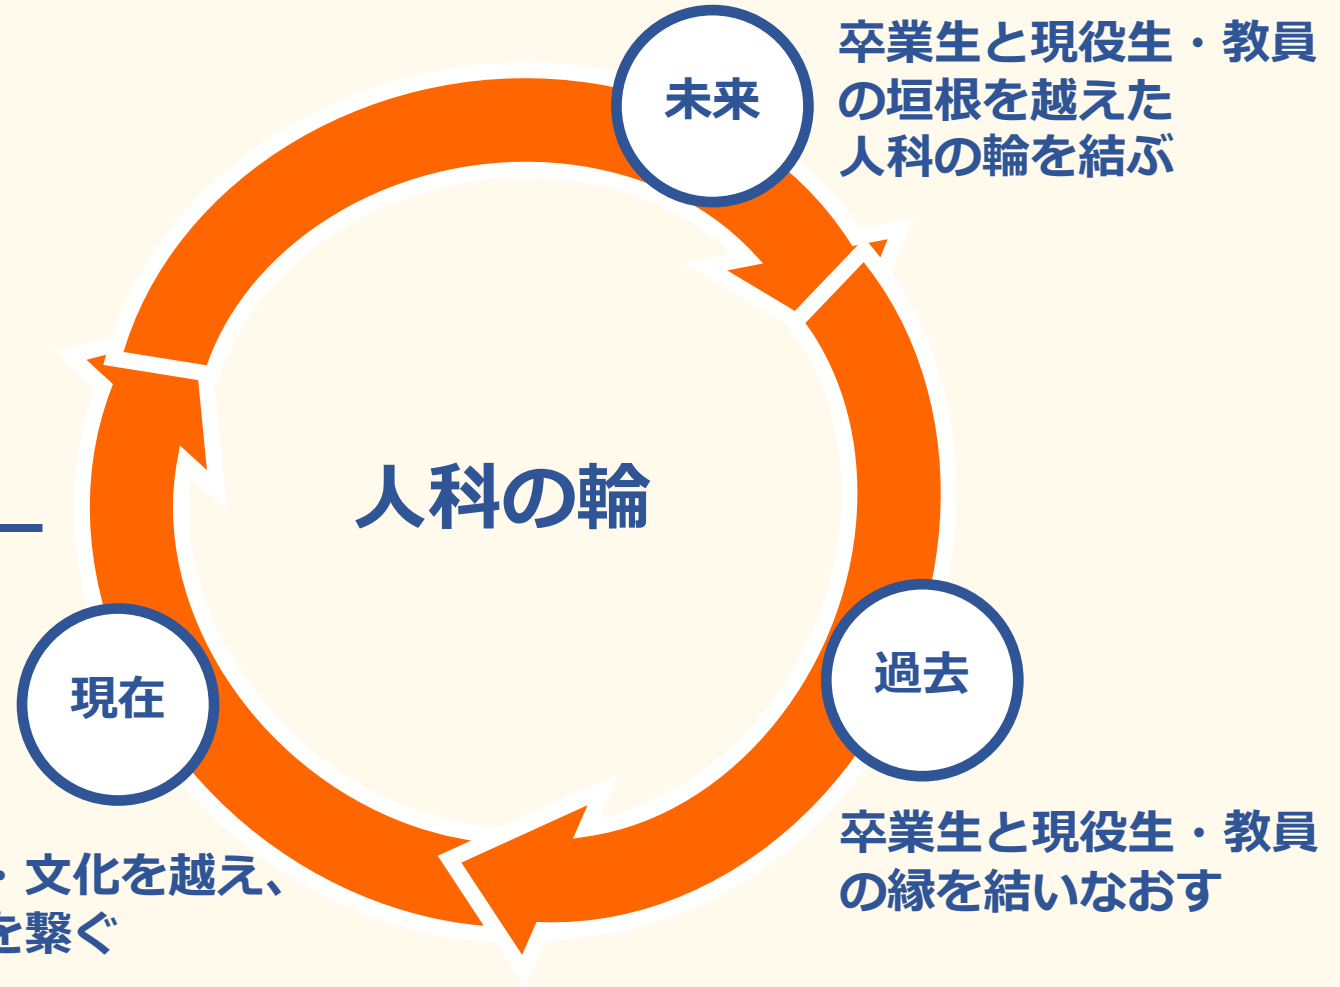 未来
卒業生と現役生・教員
の垣根を越えた
人科の輪を結ぶ
人科の輪
現在
・文化を越え、
を繋ぐ
過去
卒業生と現役生・教員
の縁を結いなおす